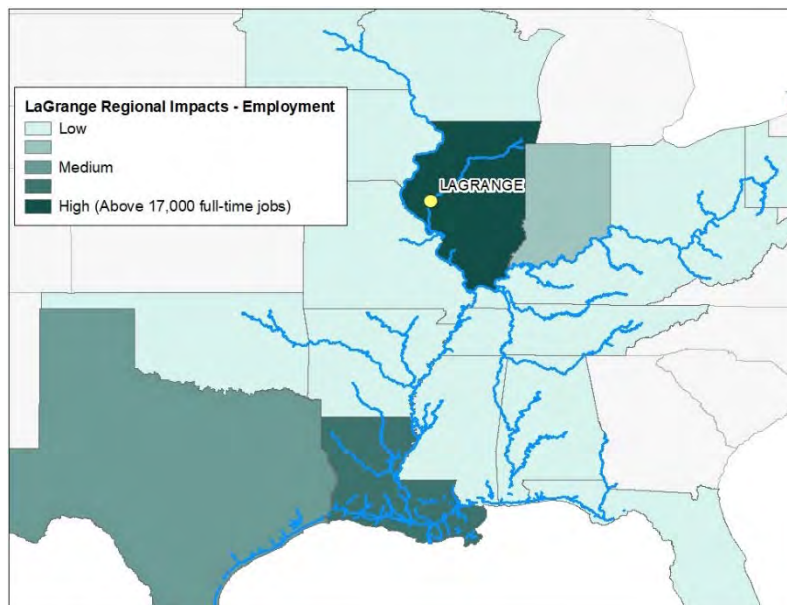 LaGrange Regional Impacts - Employment
Low
Medium
High (Above 17,000 full-time jobs)
LAGRANGE